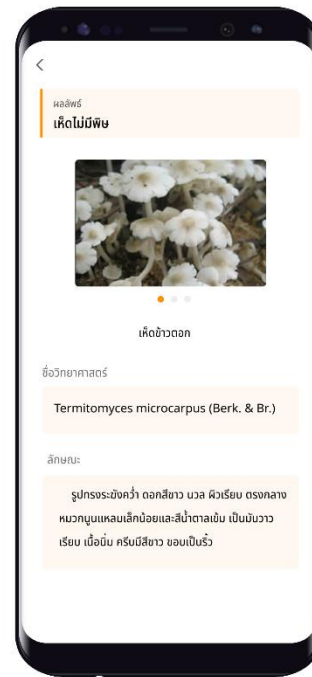 ผลลัพธ์
เห็ดไม่มีพิษ
เห็ดข้าวตอก
ชื่อวิทยาศาสตร์
Termitomyces microcarpus (Berk. & Br.)
ลักษณะ
รูปทรงระฆังคว่ำ ดอกสีขาว นวล ผิวเรียบ ตรงกลาง
หมวกนูนแหลมเล็กน้อยและสีน้ำตาลเข้ม เป็นมันวาว
เรียบ เนื้อนิ่ม ครีบมีสีขาว ขอบเป็นริ้ว